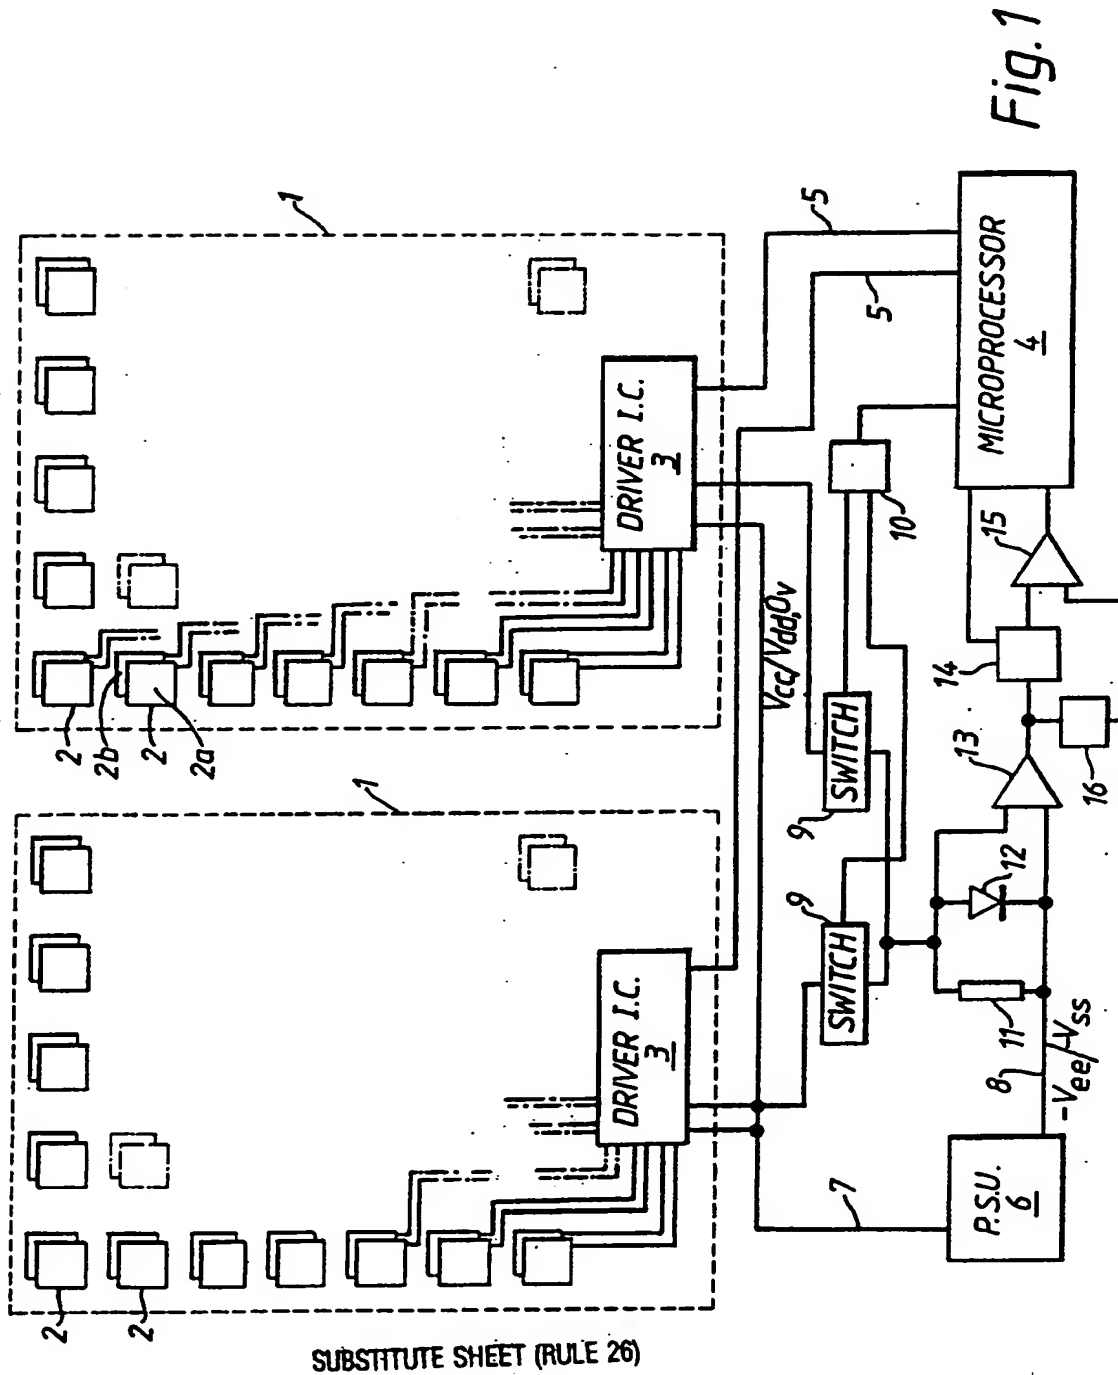 Fig. 1
1
1
2
2b
2
2a
2
2
DRIVER I.C.
3
DRIVER I.C.
3
5
5
Vcc/Vdd,0v
7
SWITCH
9
SWITCH
9
10
MICROPROCESSOR
4
15
14
13
16
12
11
8
-Vee/-Vss
P.S.U.
6
SUBSTITUTE SHEET (RULE 26)